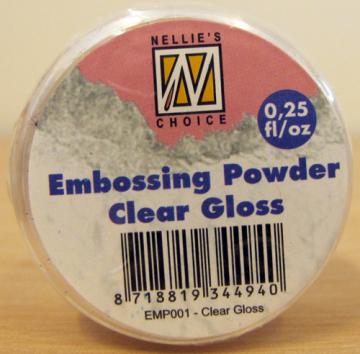 NELLIE'S
N
CHOICE
0,25
fl/oz
Embossing Powder
Clear Gloss
8 718819 344940
EMP001 - Clear Gloss